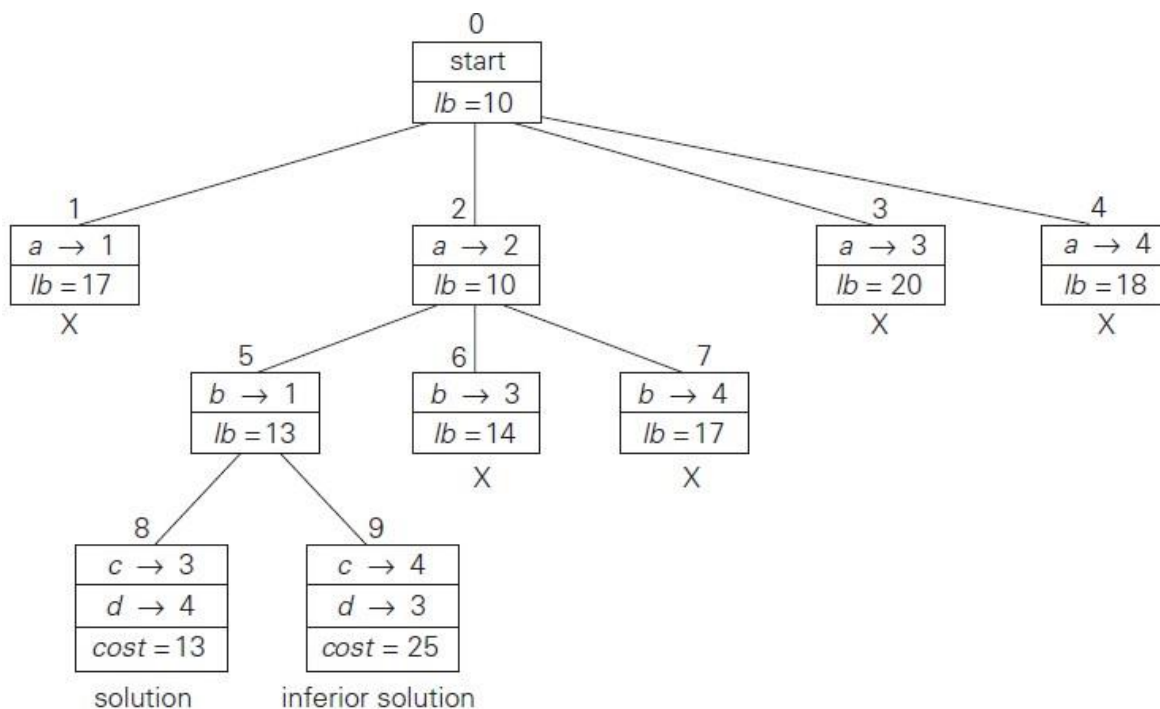 0
start
lb = 10
1 2 3 4
a → 1 a → 2 a → 3 a → 4
lb = 17 lb = 10 lb = 20 lb = 18
X X X
5 6 7
b → 1 b → 3 b → 4
lb = 13 lb = 14 lb = 17
X X
8 9
c → 3 c → 4
d → 4 d → 3
cost = 13 cost = 25
solution inferior solution